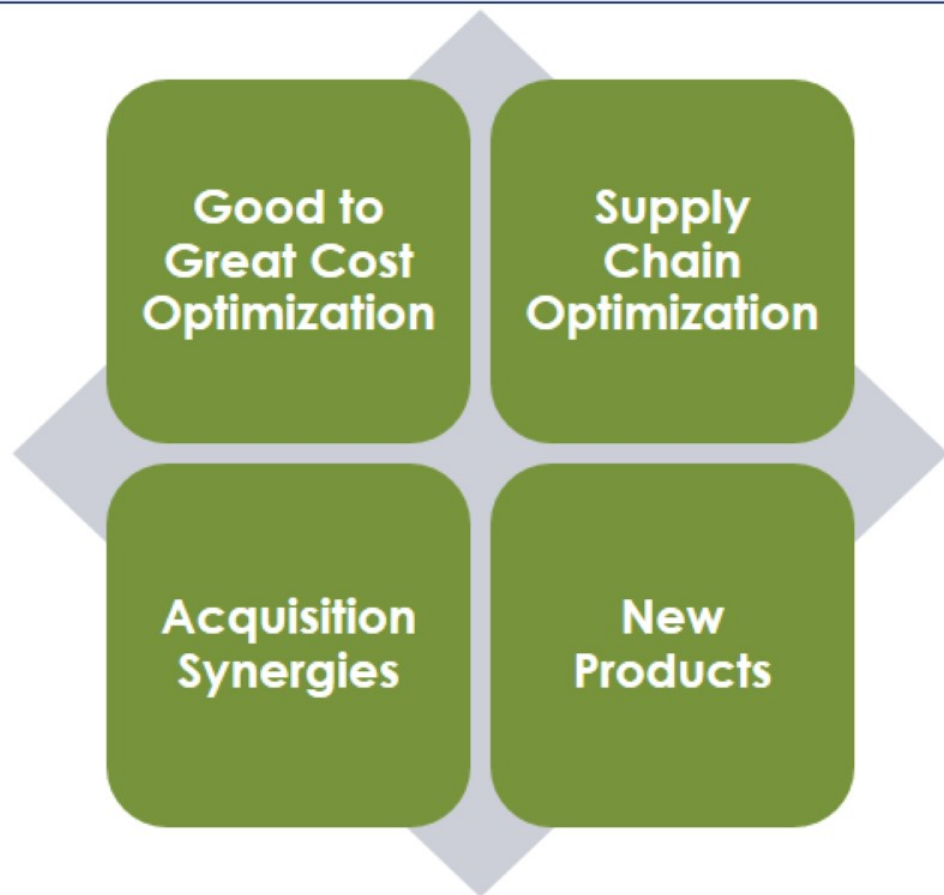 Good to
Great Cost
Optimization
Supply
Chain
Optimization
Acquisition
Synergies
New
Products